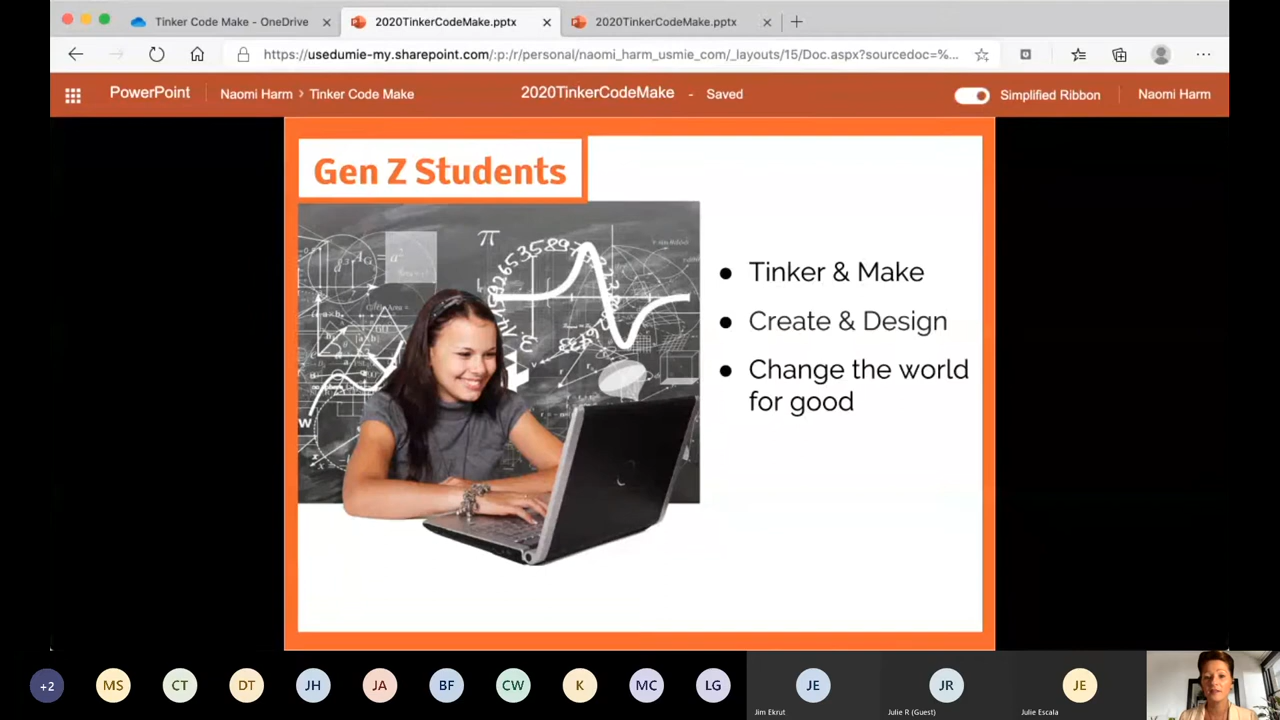 Tinker Code Make - OneDrive
2020TinkerCodeMake.pptx
2020TinkerCodeMake.pptx
https://usedumie-my.sharepoint.com/:p:/r/personal/naomi_harm_usmie_com/_layouts/15/Doc.aspx?sourcedoc=%...
PowerPoint
Naomi Harm > Tinker Code Make
2020TinkerCodeMake - Saved
Simplified Ribbon
Naomi Harm
Gen Z Students
π
● Tinker & Make
● Create & Design
● Change the world
for good
+2
MS
CT
DT
JH
JA
BF
CW
K
MC
LG
JE
JR
JE
Jim Ekrut
Julie R (Guest)
Julie Escala